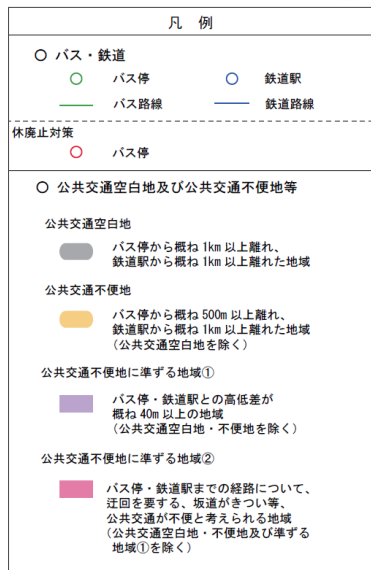 凡 例
○ バス・鉄道
バス停 鉄道駅
バス路線 鉄道路線
休廃止対策
バス停
○ 公共交通空白地及び公共交通不便地等
公共交通空白地
バス停から概ね 1km 以上離れ、
鉄道駅から概ね 1km 以上離れた地域
公共交通不便地
バス停から概ね 500m 以上離れ、
鉄道駅から概ね 1km 以上離れた地域
(公共交通空白地を除く)
公共交通不便地に準ずる地域①
バス停・鉄道駅との高低差が
概ね 40m 以上の地域
(公共交通空白地・不便地を除く)
公共交通不便地に準ずる地域②
バス停・鉄道駅までの経路について、
迂回を要する、坂道がきつい等、
公共交通が不便と考えられる地域
(公共交通空白地・不便地及び準ずる
地域①を除く)